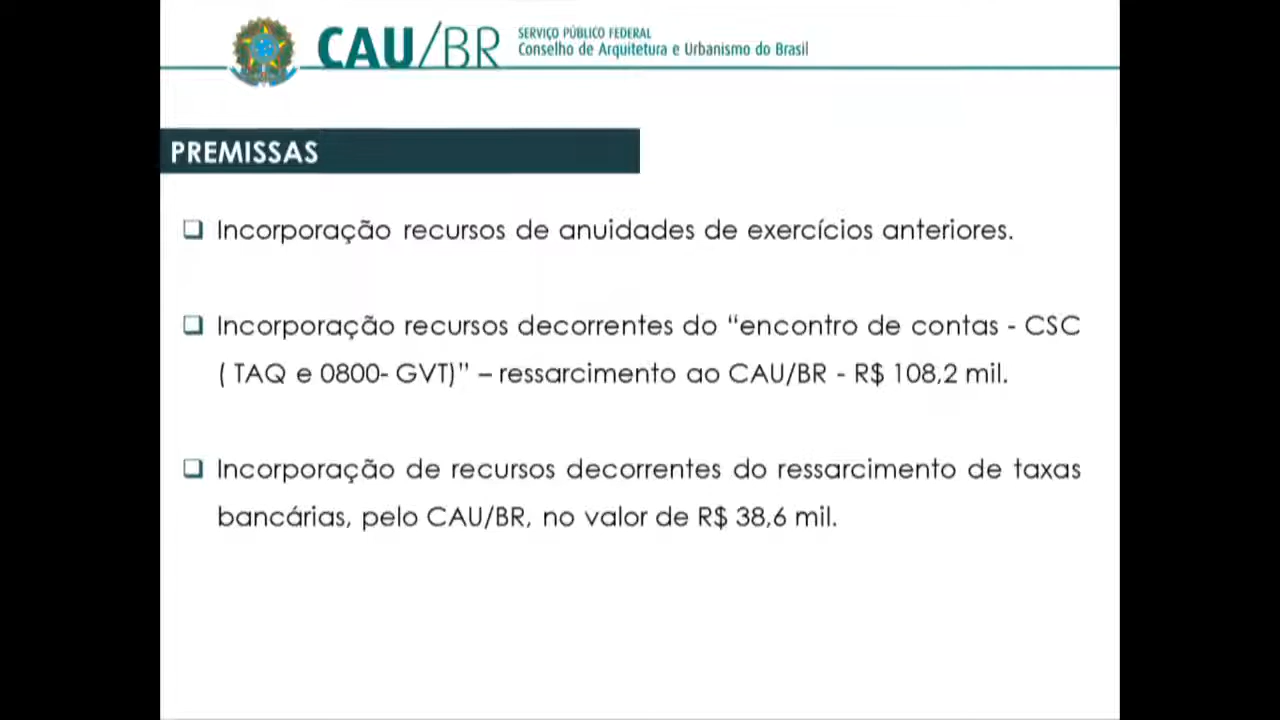 CAU/BR
SERVIÇO PÚBLICO FEDERAL
Conselho de Arquitetura e Urbanismo do Brasil
PREMISSAS
Incorporação recursos de anuidades de exercícios anteriores.
Incorporação recursos decorrentes do “encontro de contas - CSC
( TAQ e 0800- GVT)” – ressarcimento ao CAU/BR - R$ 108,2 mil.
Incorporação de recursos decorrentes do ressarcimento de taxas
bancárias, pelo CAU/BR, no valor de R$ 38,6 mil.